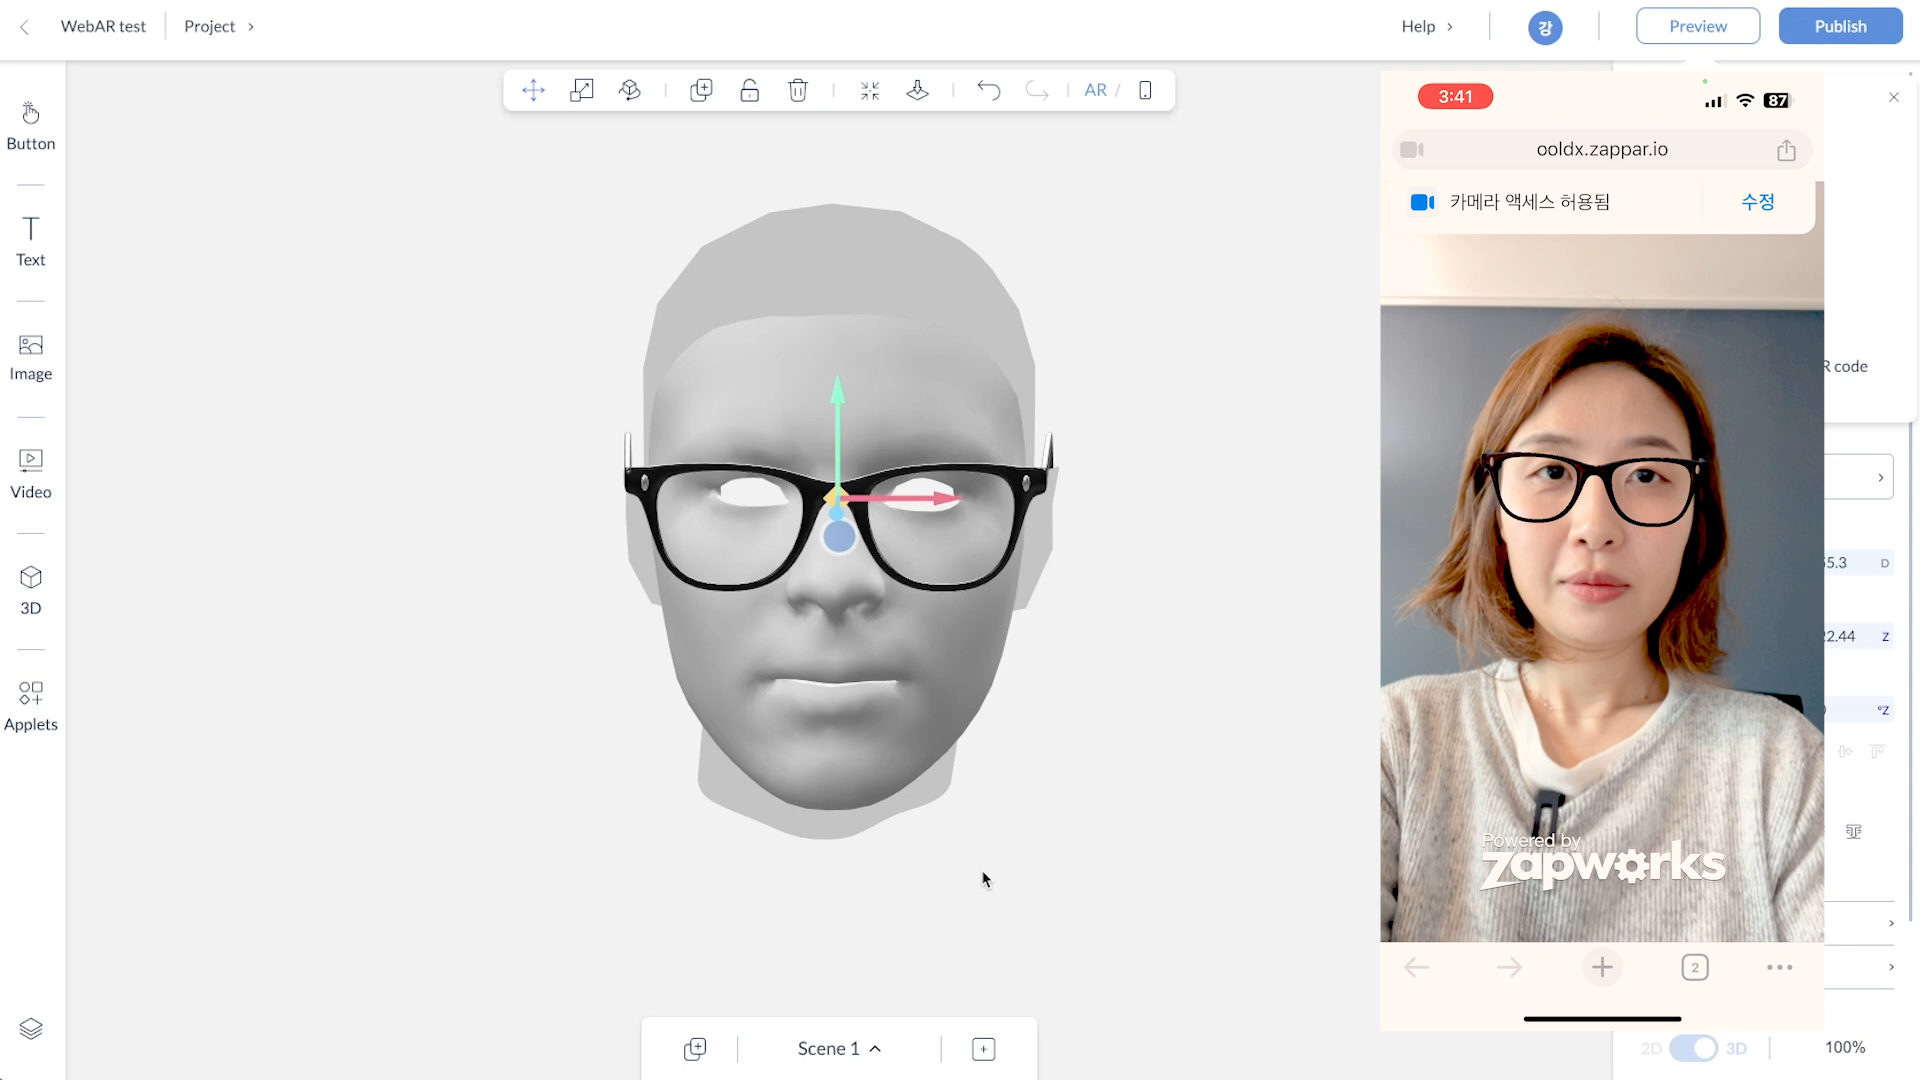 WebAR test
Project
Help
강
Preview
Publish
AR /
Button
Text
Image
Video
3D
Applets
3:41
87
ooldx.zappar.io
카메라 액세스 허용됨
수정
code
5.3 D
2.44 Z
°Z
Powered by
zapworks
2
Scene 1
2D
3D
100%